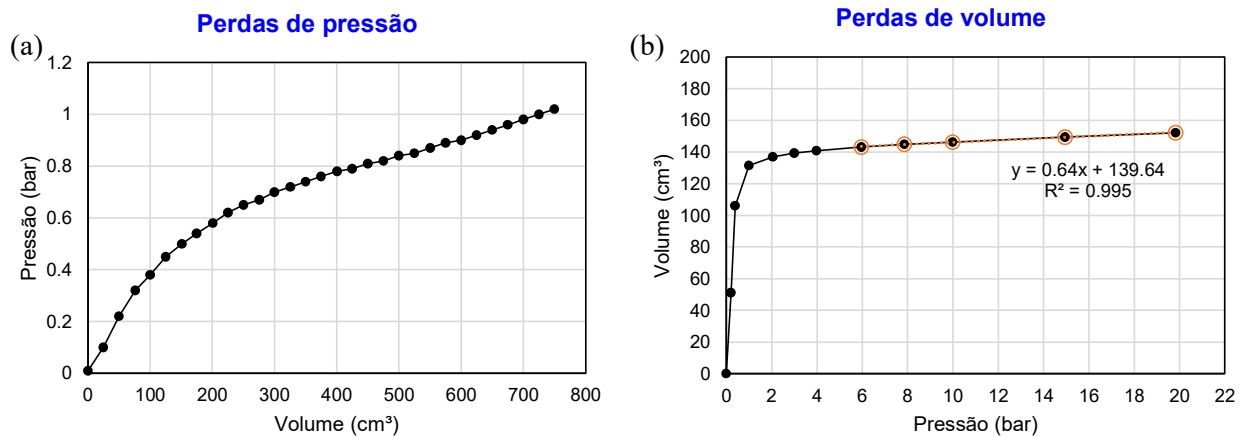 Perdas de pressão
(a)
1.2
1
0.8
0.6
0.4
0.2
0
Pressão (bar)
0 100 200 300 400 500 600 700 800
Volume (cm³)
Perdas de volume
(b)
200
180
160
140
120
100
80
60
40
20
0
Volume (cm³)
y = 0.64x + 139.64
R² = 0.995
0 2 4 6 8 10 12 14 16 18 20 22
Pressão (bar)